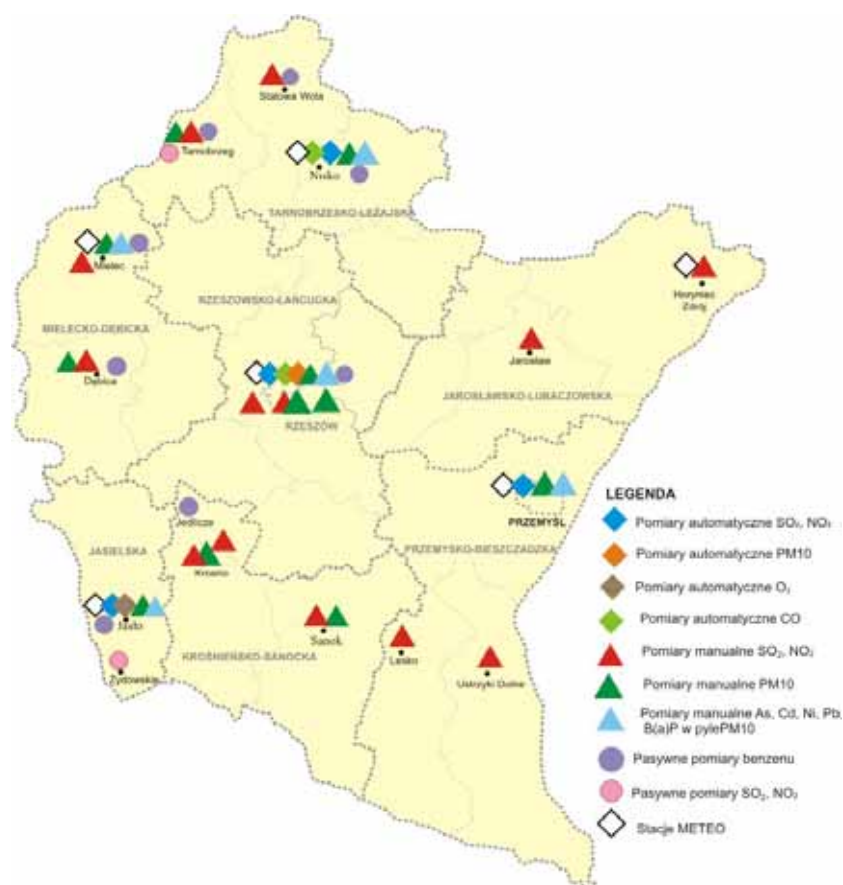 Stalowa Wola
Tarnobrzeg
Nisko
TARNOBRZESKO-LEŻAJSKA
Mielec
RZESZOWSKO-ŁAŃCUCKA
Horyniec
Zdrój
MIELECKO-DĘBICKA
Jarosław
Dębica
JAROSŁAWSKO-LUBACZOWSKA
RZESZÓW
LEGENDA
Pomiary automatyczne SO₂, NO₂
PRZEMYŚL
Jedlicze
JASIELSKA
PRZEMYSKO-BIESZCZADZKA
Pomiary automatyczne PM10
Krosno
Pomiary automatyczne O₃
Pomiary automatyczne CO
Jasło
Sanok
Pomiary manualne SO₂, NO₂
KROŚNIEŃSKO-SANOCKA
Lesko
Ustrzyki Dolne
Żydowskie
Pomiary manualne PM10
Pomiary manualne As, Cd, Ni, Pb,
B(a)P w pylePM10
Pasywne pomiary benzenu
Pasywne pomiary SO₂, NO₂
Stacje METEO